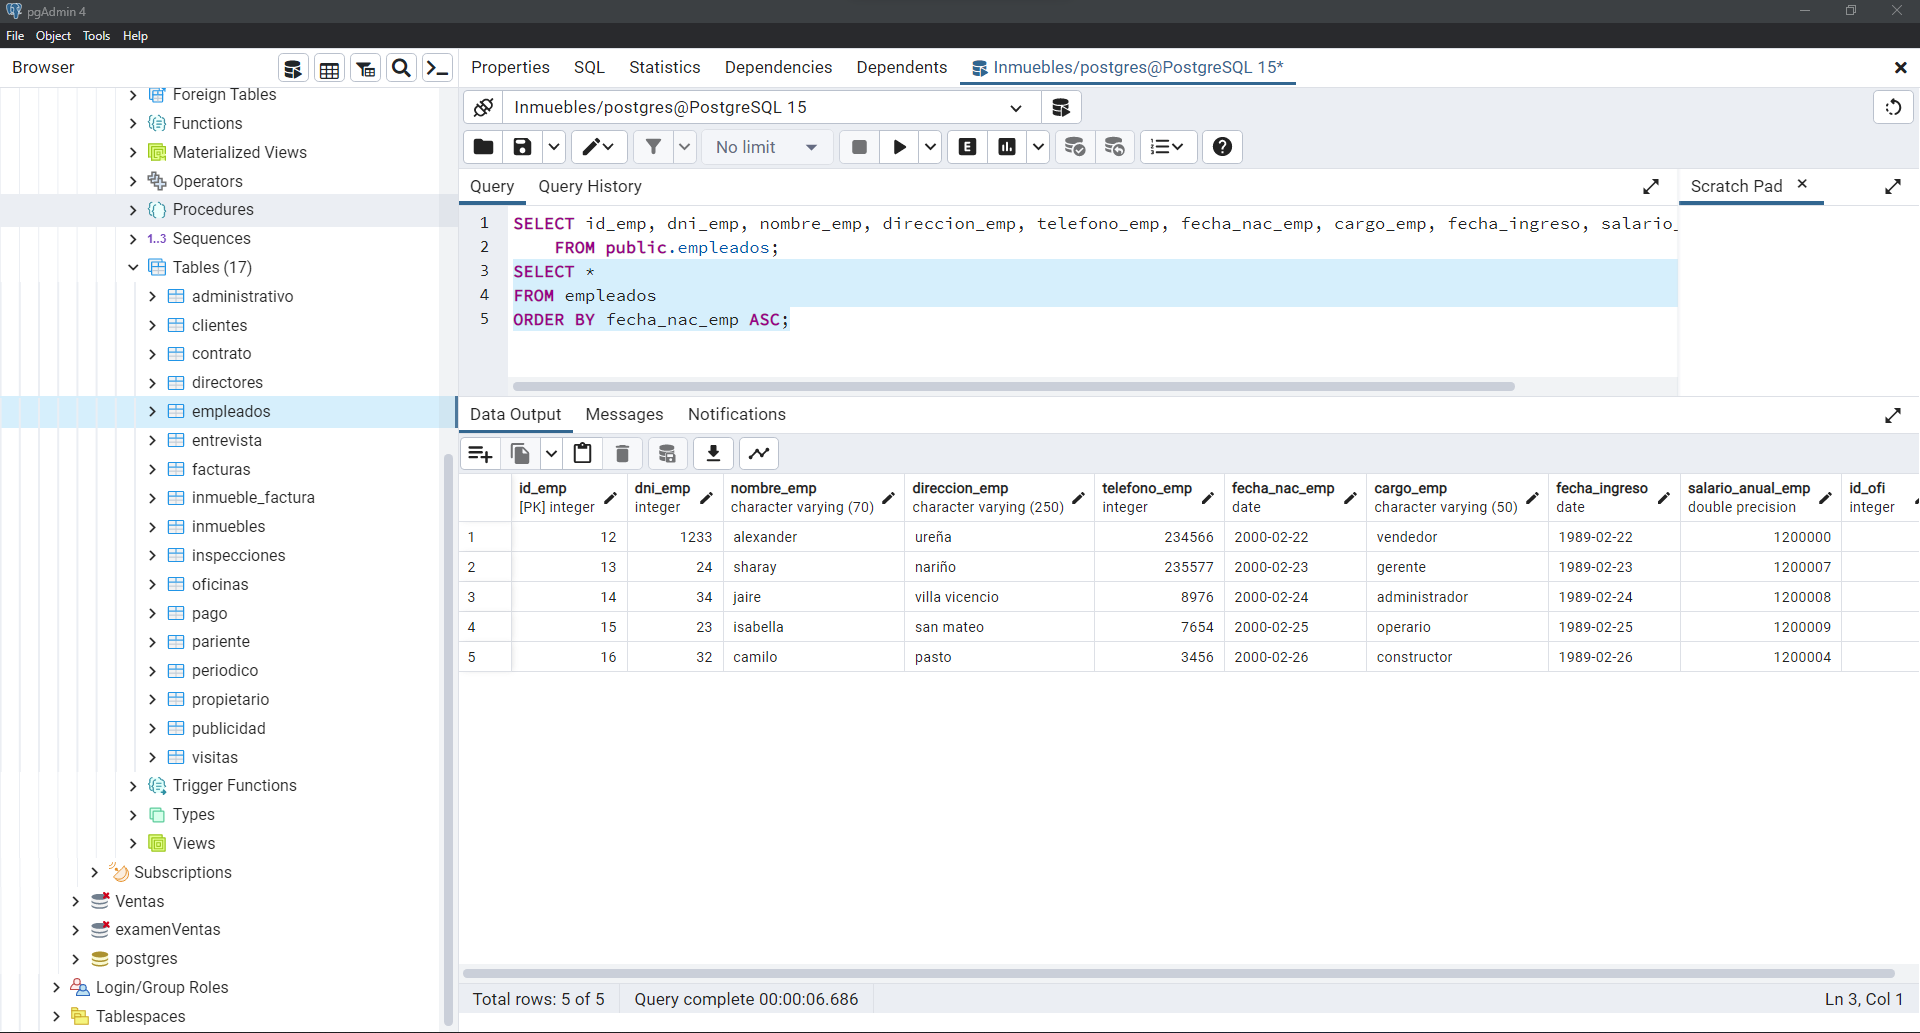 pgAdmin 4
File Object Tools Help
Browser
Properties SQL Statistics Dependencies Dependents Inmuebles/postgres@PostgreSQL 15*
Foreign Tables
Functions
Materialized Views
Operators
Procedures
1..3 Sequences
Tables (17)
administrativo
clientes
contrato
directores
empleados
entrevista
facturas
inmueble_factura
inmuebles
inspecciones
oficinas
pago
pariente
periodico
propietario
publicidad
visitas
Trigger Functions
Types
Views
Subscriptions
Ventas
examenVentas
postgres
Login/Group Roles
Tablespaces
Inmuebles/postgres@PostgreSQL 15
No limit
E
Query Query History
Scratch Pad
1 SELECT id_emp, dni_emp, nombre_emp, direccion_emp, telefono_emp, fecha_nac_emp, cargo_emp, fecha_ingreso, salario_
2 FROM public.empleados;
3 SELECT *
4 FROM empleados
5 ORDER BY fecha_nac_emp ASC;
Data Output Messages Notifications
id_emp dni_emp nombre_emp direccion_emp telefono_emp fecha_nac_emp cargo_emp fecha_ingreso salario_anual_emp id_ofi
[PK] integer integer character varying (70) character varying (250) integer date character varying (50) date double precision integer
1 12 1233 alexander ureña 234566 2000-02-22 vendedor 1989-02-22 1200000
2 13 24 sharay nariño 235577 2000-02-23 gerente 1989-02-23 1200007
3 14 34 jaire villa vicencio 8976 2000-02-24 administrador 1989-02-24 1200008
4 15 23 isabella san mateo 7654 2000-02-25 operario 1989-02-25 1200009
5 16 32 camilo pasto 3456 2000-02-26 constructor 1989-02-26 1200004
Total rows: 5 of 5 Query complete 00:00:06.686 Ln 3, Col 1